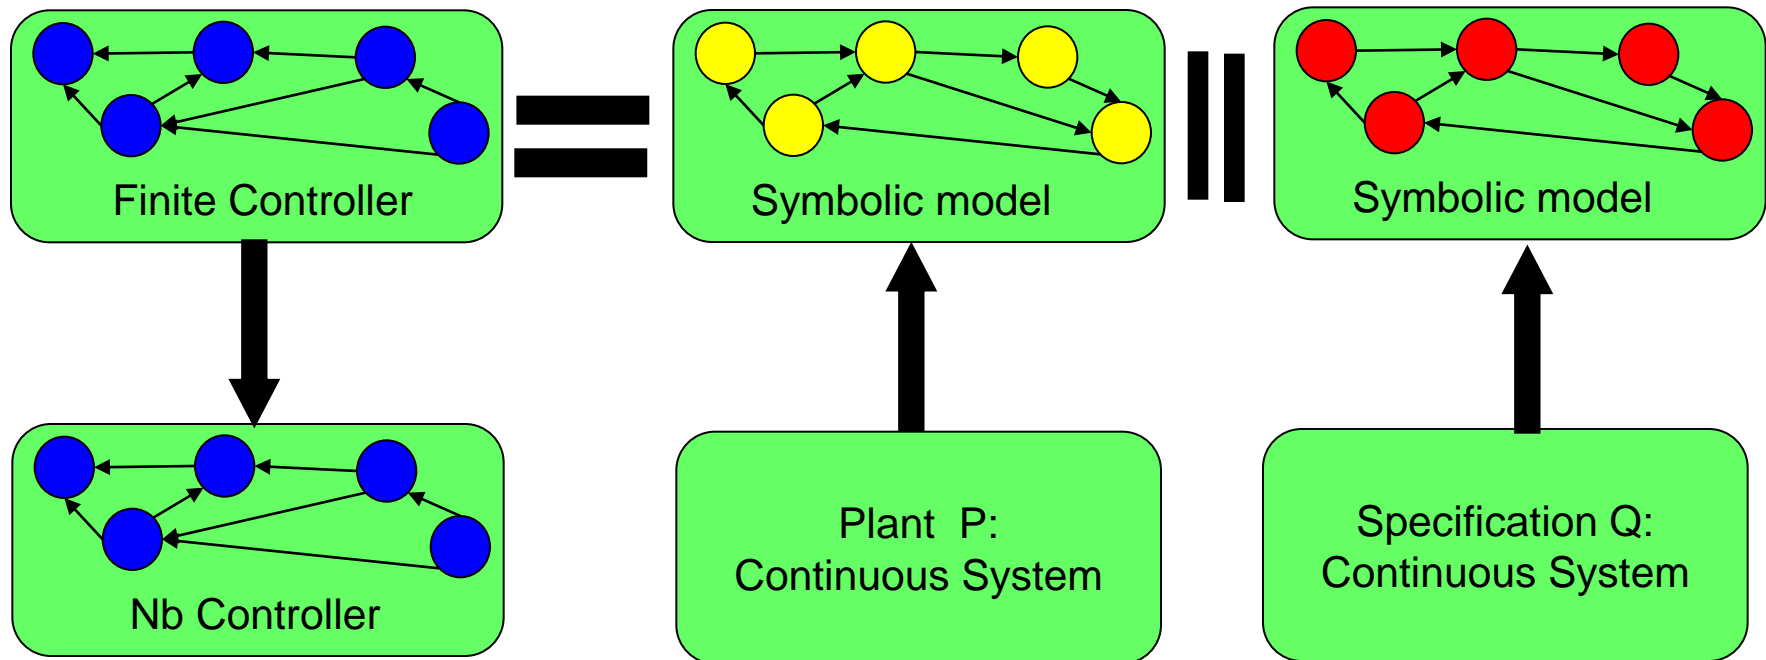 Finite Controller
Symbolic model
Symbolic model
Nb Controller
Plant P:
Continuous System
Specification Q:
Continuous System